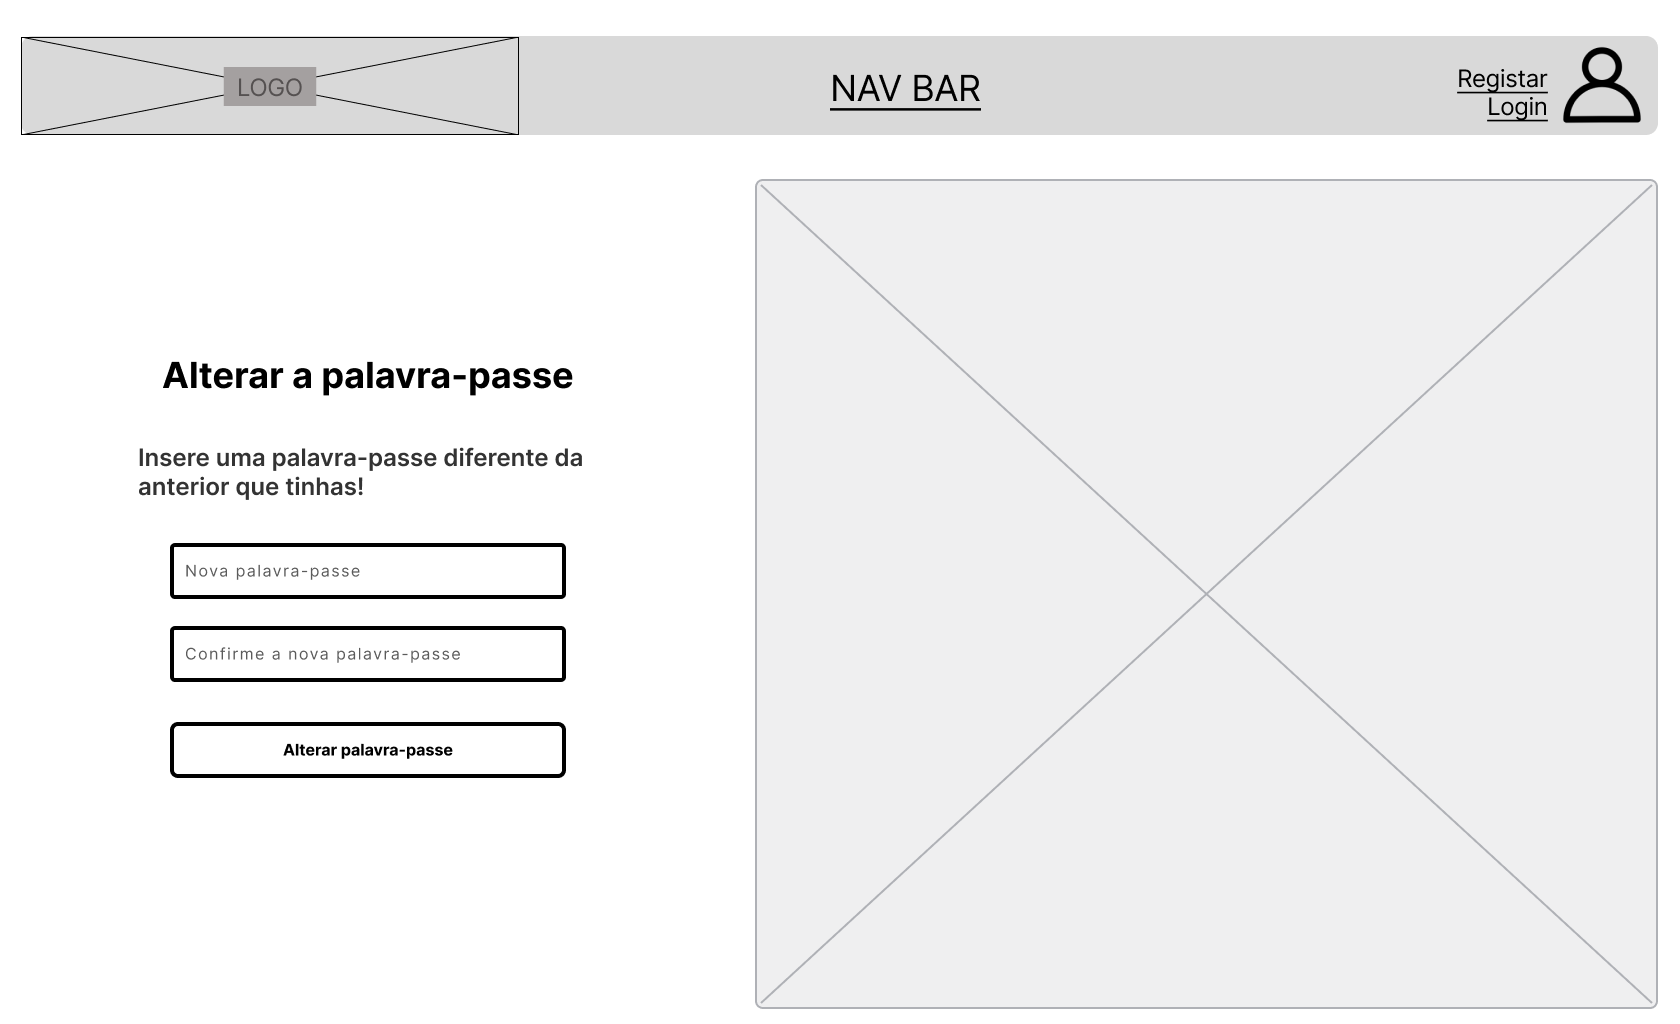 LOGO
NAV BAR
Registar
Login
Alterar a palavra-passe
Insere uma palavra-passe diferente da
anterior que tinhas!
Nova palavra-passe
Confirme a nova palavra-passe
Alterar palavra-passe